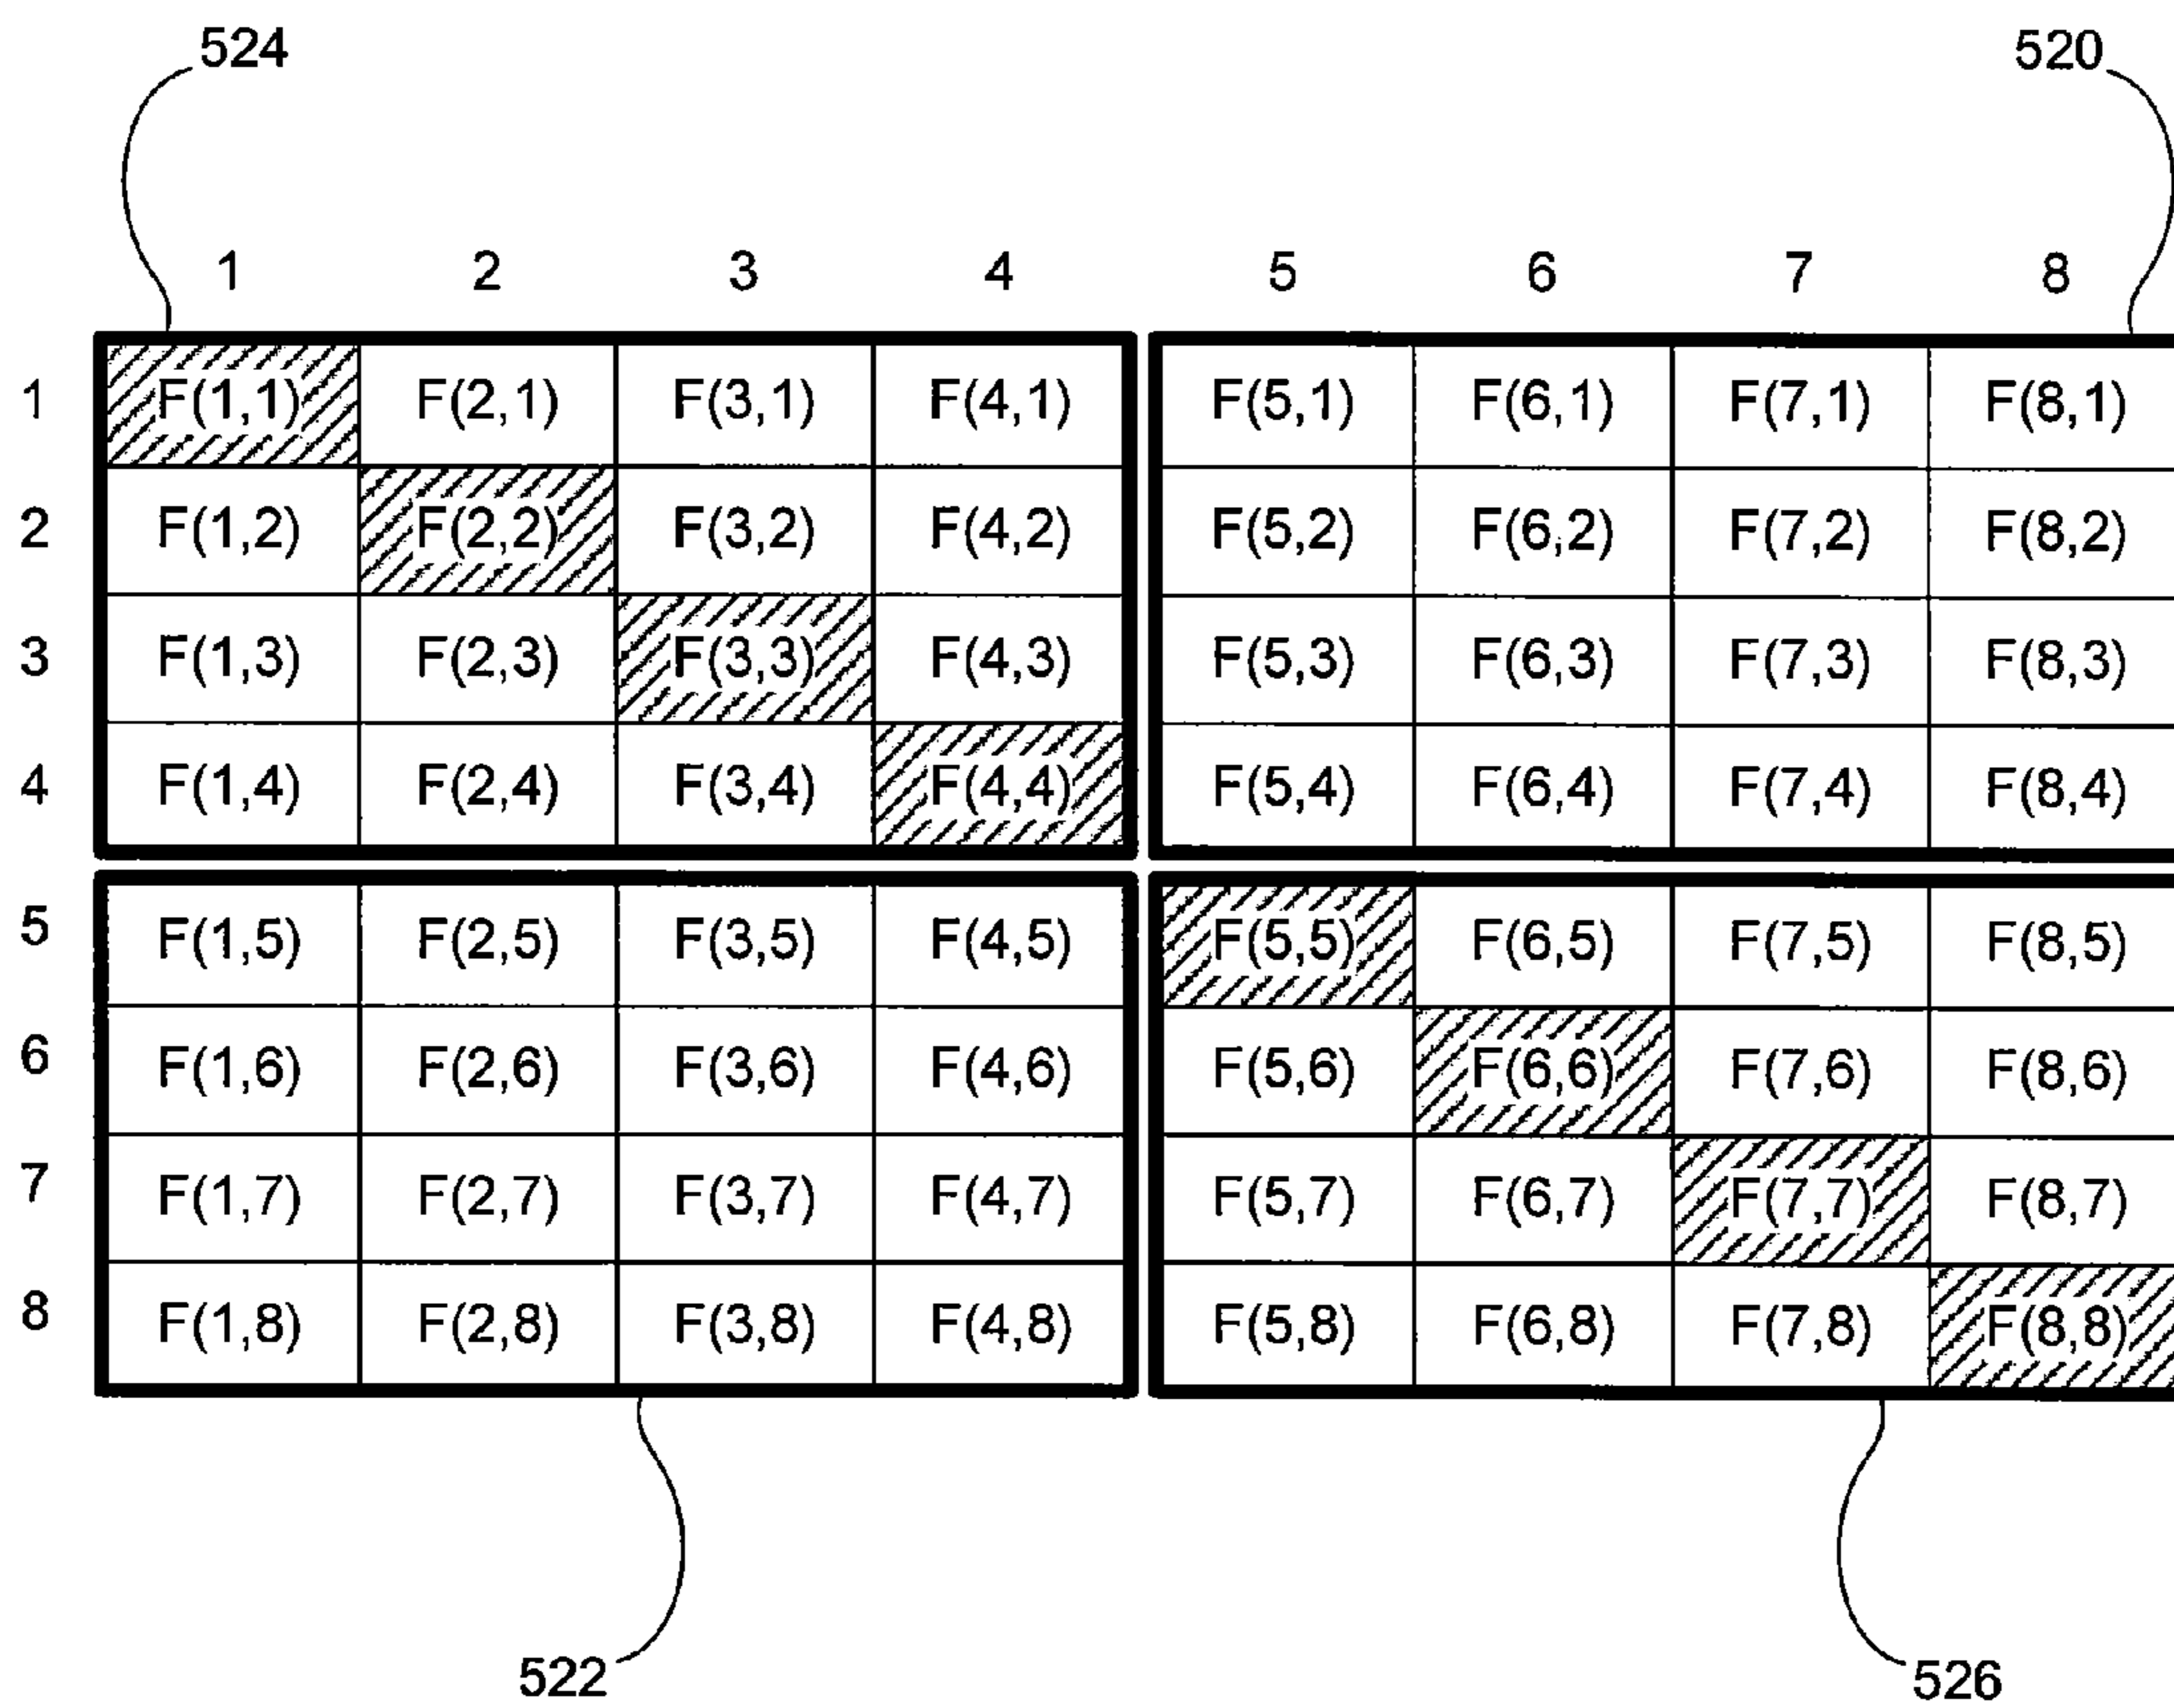 524 520
1 2 3 4 5 6 7 8
1 F(1,1) F(2,1) F(3,1) F(4,1) F(5,1) F(6,1) F(7,1) F(8,1)
2 F(1,2) F(2,2) F(3,2) F(4,2) F(5,2) F(6,2) F(7,2) F(8,2)
3 F(1,3) F(2,3) F(3,3) F(4,3) F(5,3) F(6,3) F(7,3) F(8,3)
4 F(1,4) F(2,4) F(3,4) F(4,4) F(5,4) F(6,4) F(7,4) F(8,4)
5 F(1,5) F(2,5) F(3,5) F(4,5) F(5,5) F(6,5) F(7,5) F(8,5)
6 F(1,6) F(2,6) F(3,6) F(4,6) F(5,6) F(6,6) F(7,6) F(8,6)
7 F(1,7) F(2,7) F(3,7) F(4,7) F(5,7) F(6,7) F(7,7) F(8,7)
8 F(1,8) F(2,8) F(3,8) F(4,8) F(5,8) F(6,8) F(7,8) F(8,8)
522 526